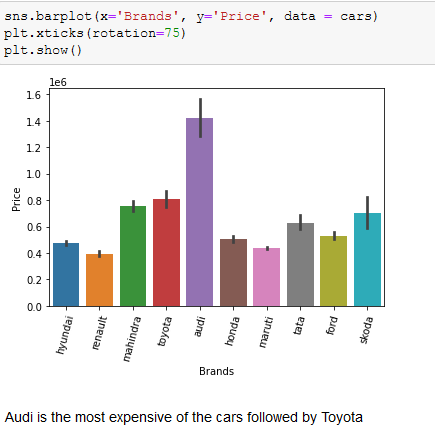 sns.barplot(x='Brands', y='Price', data = cars)
plt.xticks(rotation=75)
plt.show()
1e6
1.6
1.4
1.2
1.0
0.8
0.6
0.4
0.2
0.0
Price
hyundai
renault
mahindra
toyota
audi
honda
maruti
tata
ford
skoda
Brands
Audi is the most expensive of the cars followed by Toyota